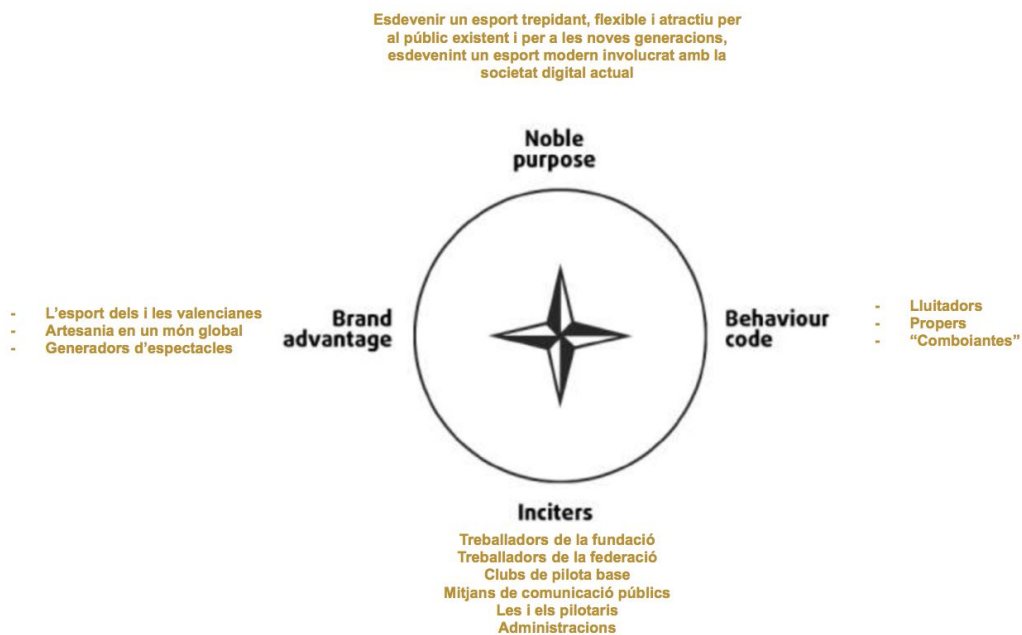 Esdevenir un esport trepidant, flexible i atractiu per
al públic existent i per a les noves generacions,
esdevenint un esport modern involucrat amb la
societat digital actual
Noble
purpose
- L'esport dels i les valencianes
- Artesania en un món global
- Generadors d'espectacles
Brand
advantage
Behaviour
code
- Lluitadors
- Propers
- “Comboiantes”
Inciters
Treballadors de la fundació
Treballadors de la federació
Clubs de pilota base
Mitjans de comunicació públics
Les i els pilotaris
Administracions